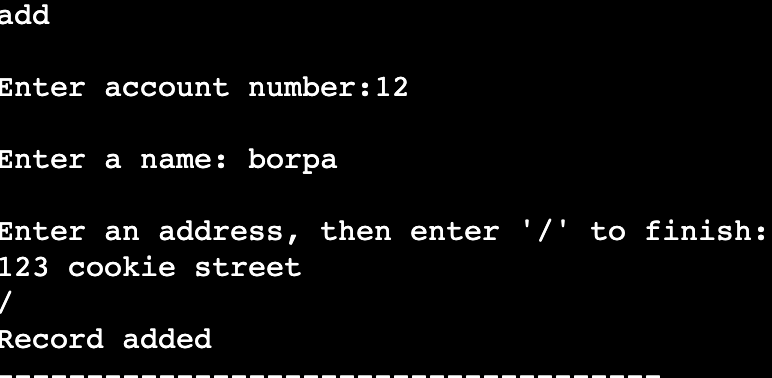 add
Enter account number:12
Enter a name: borpa
Enter an address, then enter '/' to finish:
123 cookie street
/
Record added